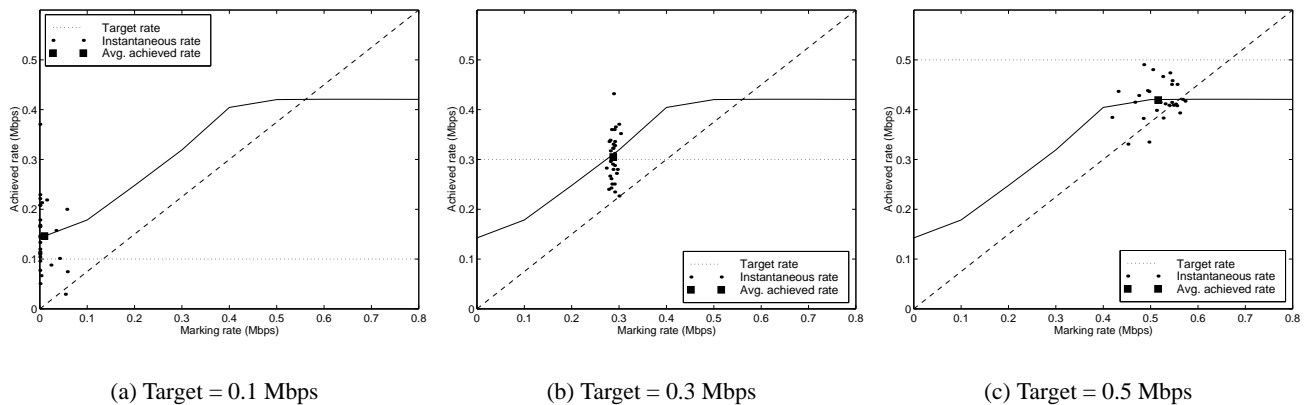 Target rate
Instantaneous rate
Avg. achieved rate
Achieved rate (Mbps)
0.5
0.4
0.3
0.2
0.1
0
0 0.1 0.2 0.3 0.4 0.5 0.6 0.7 0.8
Marking rate (Mbps)
(a) Target = 0.1 Mbps
Achieved rate (Mbps)
0.5
0.4
0.3
0.2
0.1
0
Target rate
Instantaneous rate
Avg. achieved rate
0 0.1 0.2 0.3 0.4 0.5 0.6 0.7 0.8
Marking rate (Mbps)
(b) Target = 0.3 Mbps
Achieved rate (Mbps)
0.5
0.4
0.3
0.2
0.1
0
Target rate
Instantaneous rate
Avg. achieved rate
0 0.1 0.2 0.3 0.4 0.5 0.6 0.7 0.8
Marking rate (Mbps)
(c) Target = 0.5 Mbps